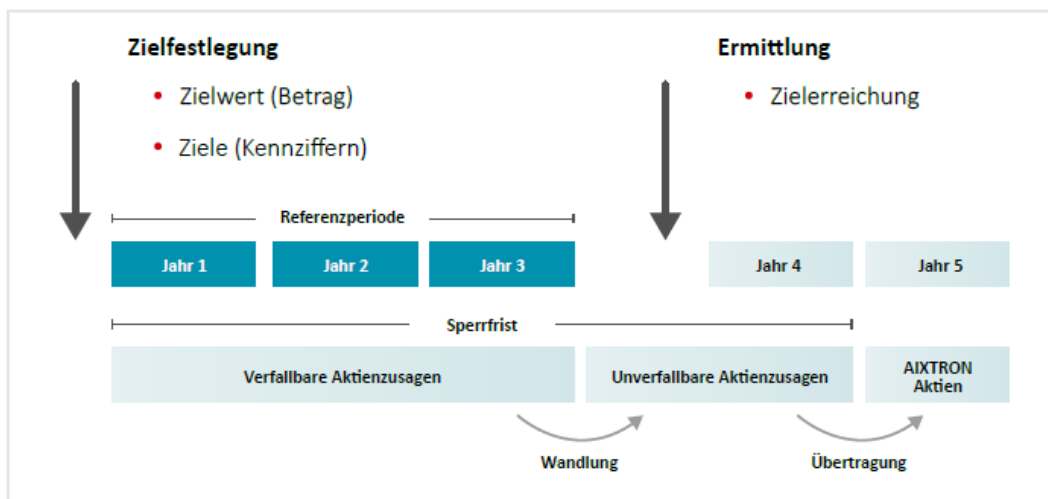 Zielfestlegung
• Zielwert (Betrag)
• Ziele (Kennziffern)
Ermittlung
• Zielerreichung
Referenzperiode
Jahr 1
Jahr 2
Jahr 3
Jahr 4
Jahr 5
Sperrfrist
Verfallbare Aktienzusagen
Unverfallbare Aktienzusagen
AIXTRON
Aktien
Wandlung
Übertragung